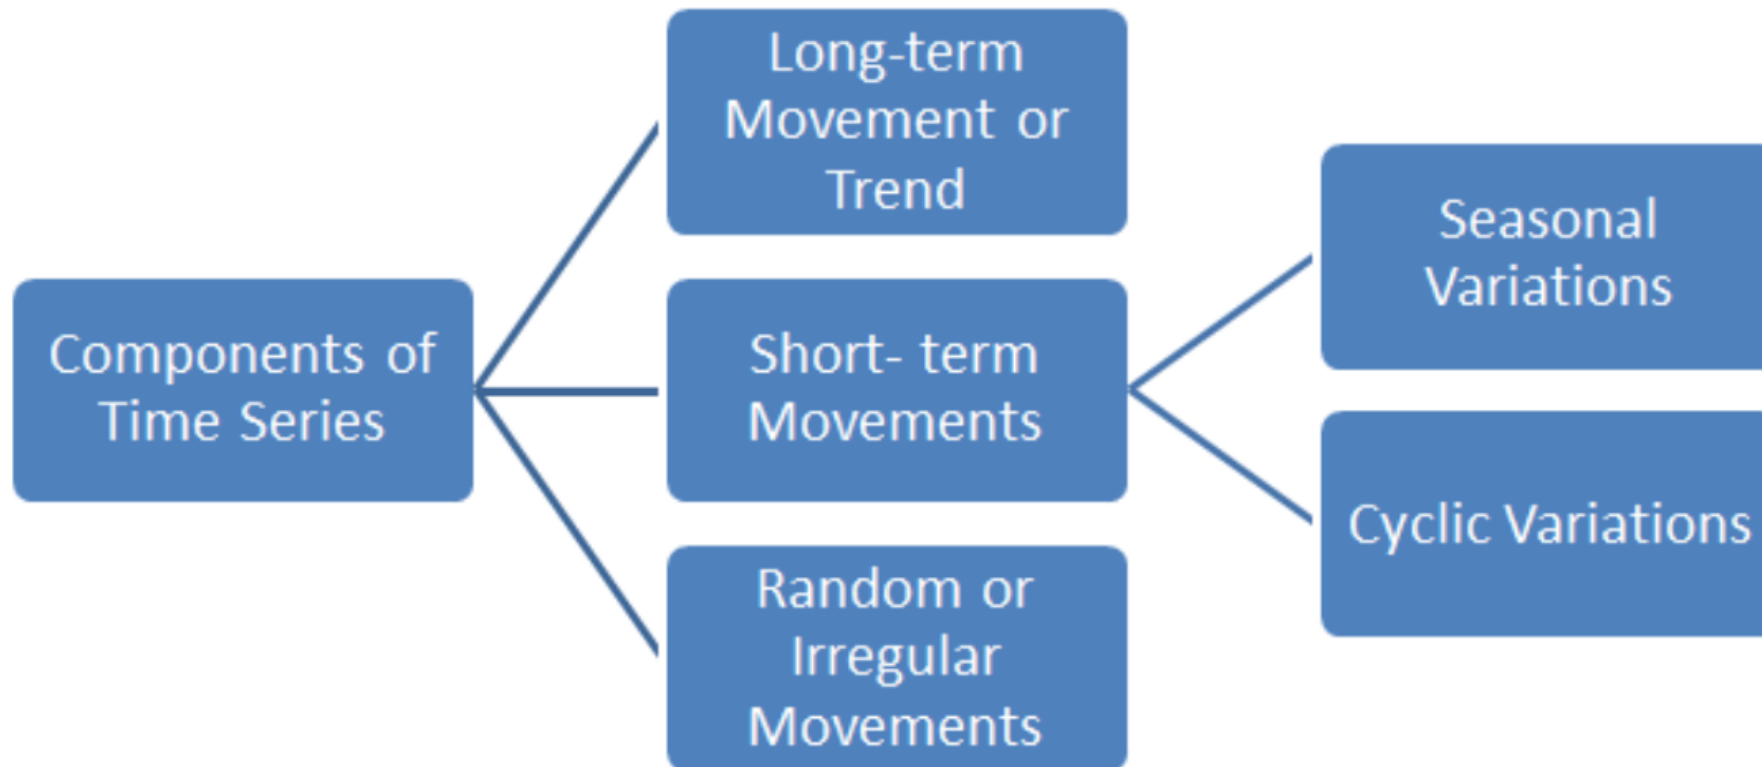 Components of
Time Series
Long-term
Movement or
Trend
Short- term
Movements
Random or
Irregular
Movements
Seasonal
Variations
Cyclic Variations